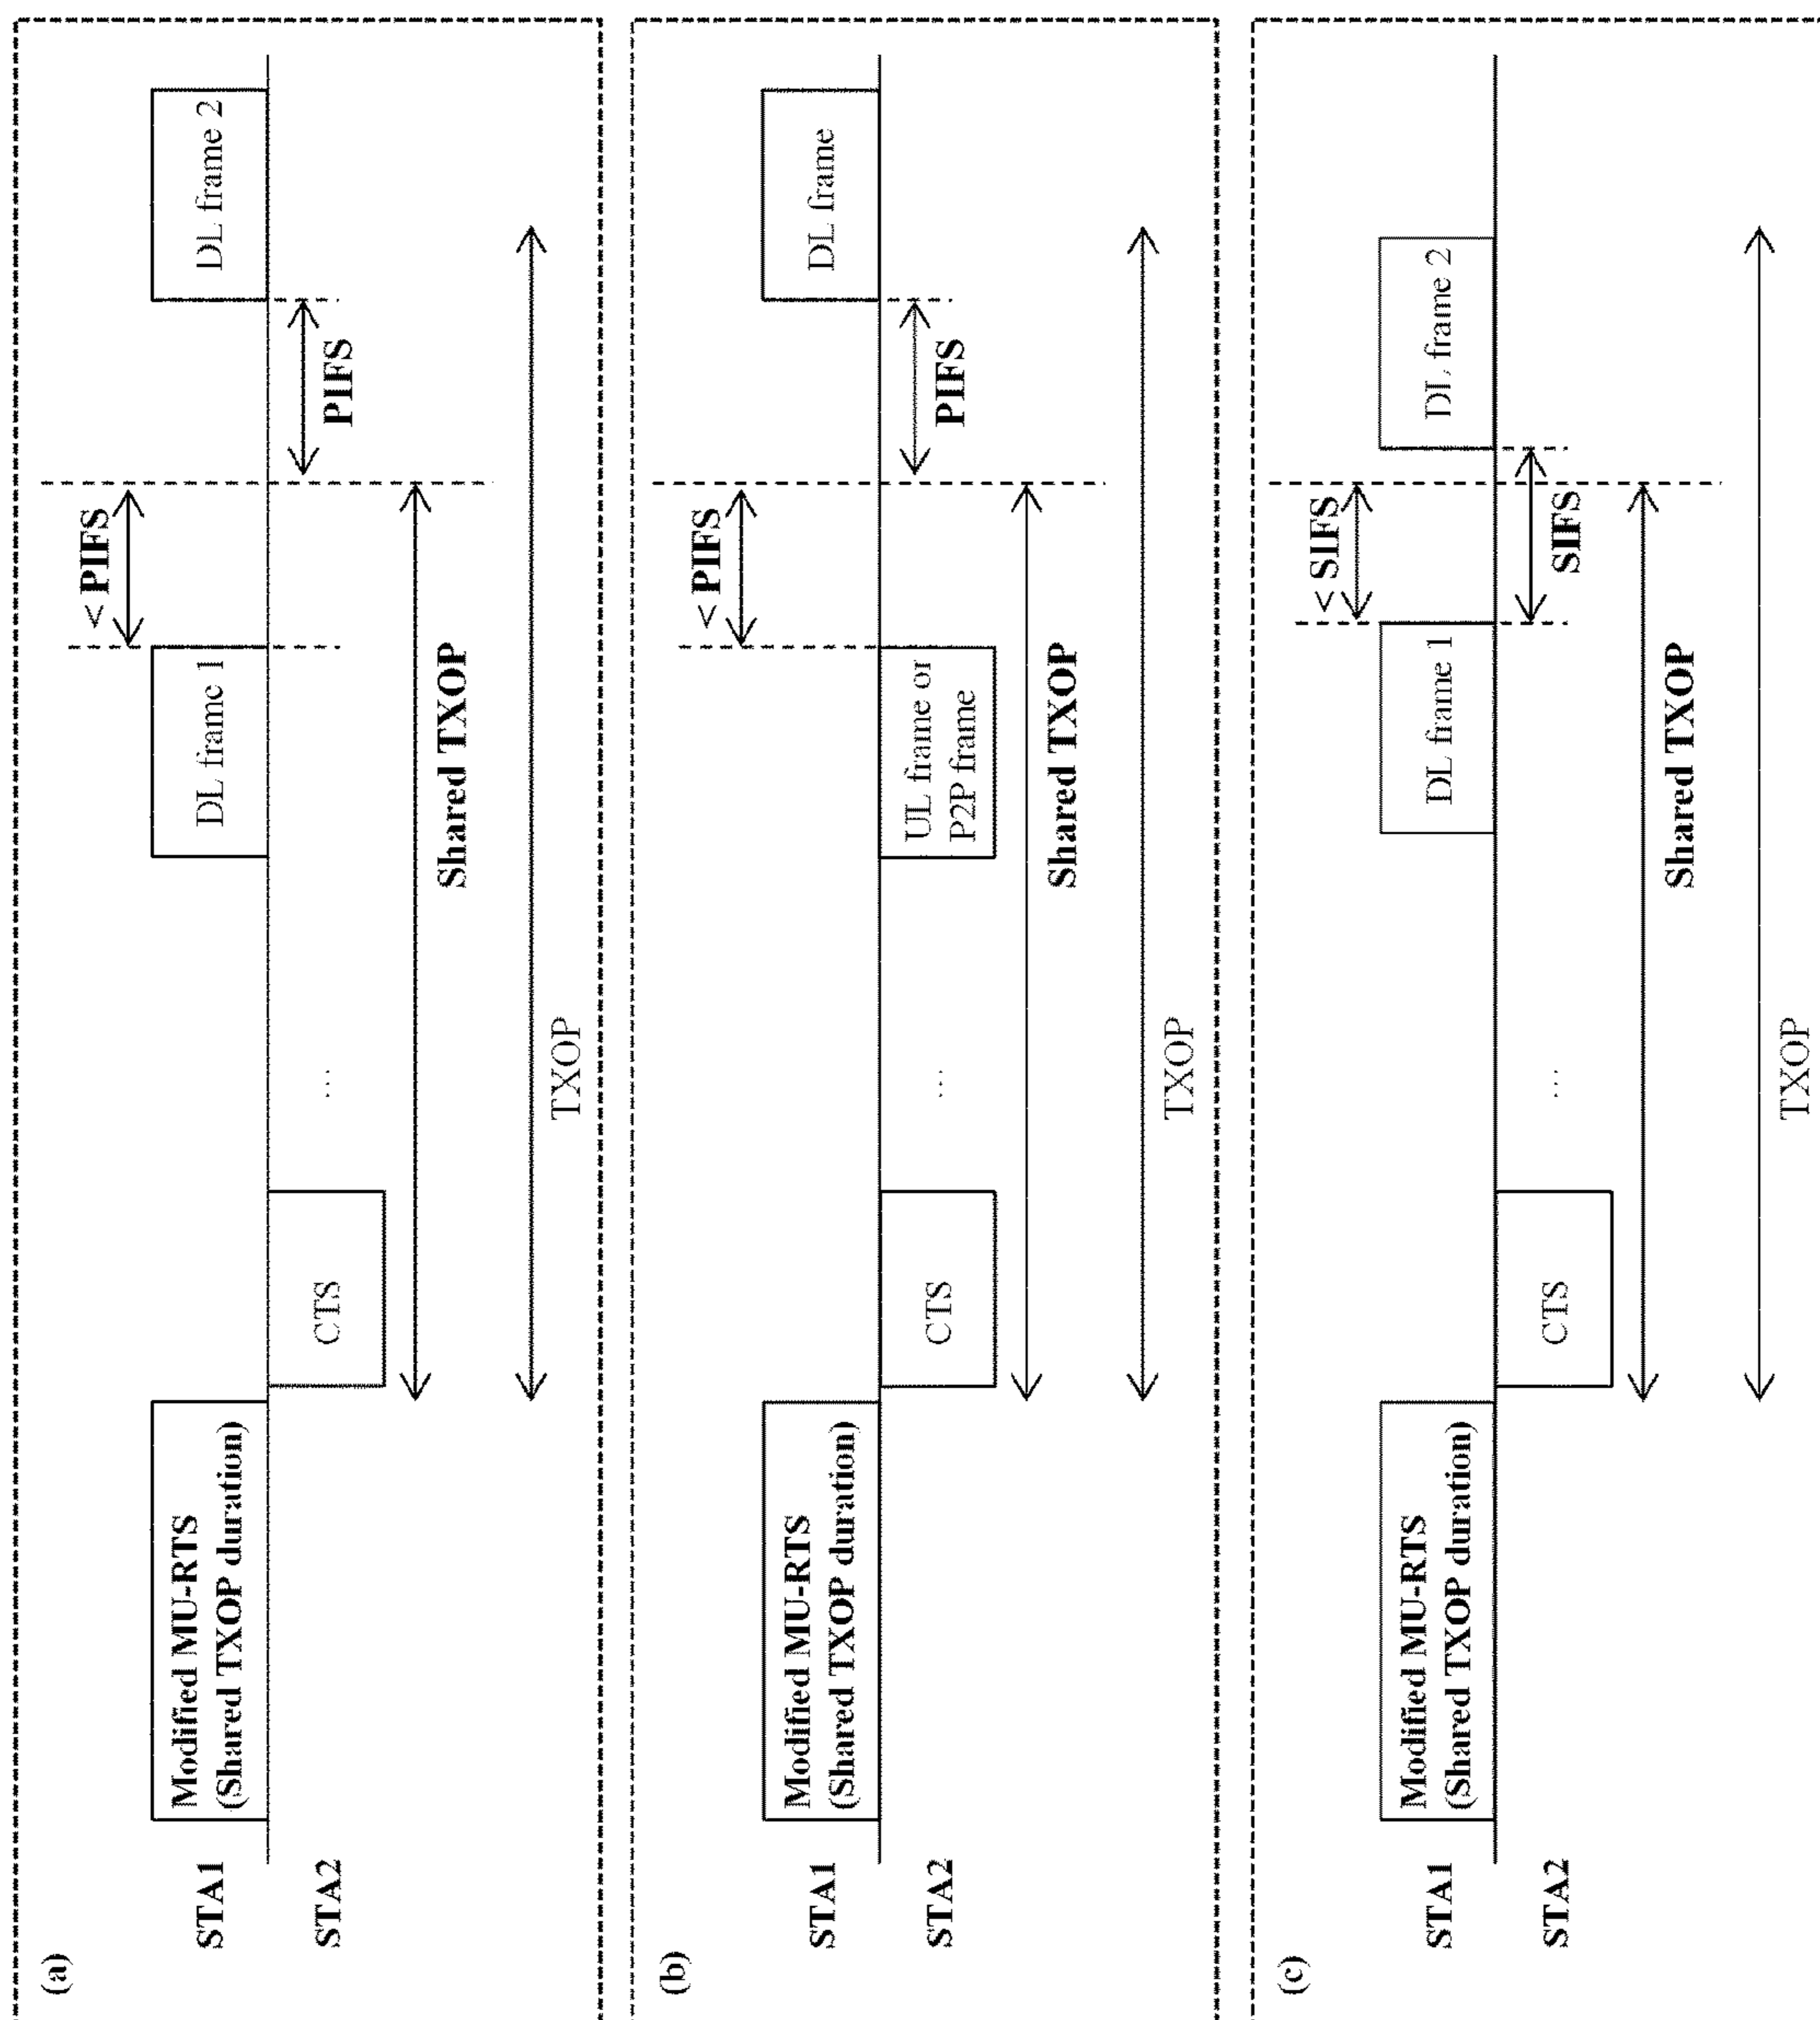 (a)
STA1
STA2
Modified MU-RTS
(Shared TXOP duration)
CTS
...
DL frame 1
< PIFS
PIFS
DL frame 2
Shared TXOP
TXOP
(b)
STA1
STA2
Modified MU-RTS
(Shared TXOP duration)
CTS
...
UL frame or
P2P frame
< PIFS
PIFS
DL frame
Shared TXOP
TXOP
(c)
STA1
STA2
Modified MU-RTS
(Shared TXOP duration)
CTS
...
DL frame 1
< SIFS
SIFS
DL frame 2
Shared TXOP
TXOP